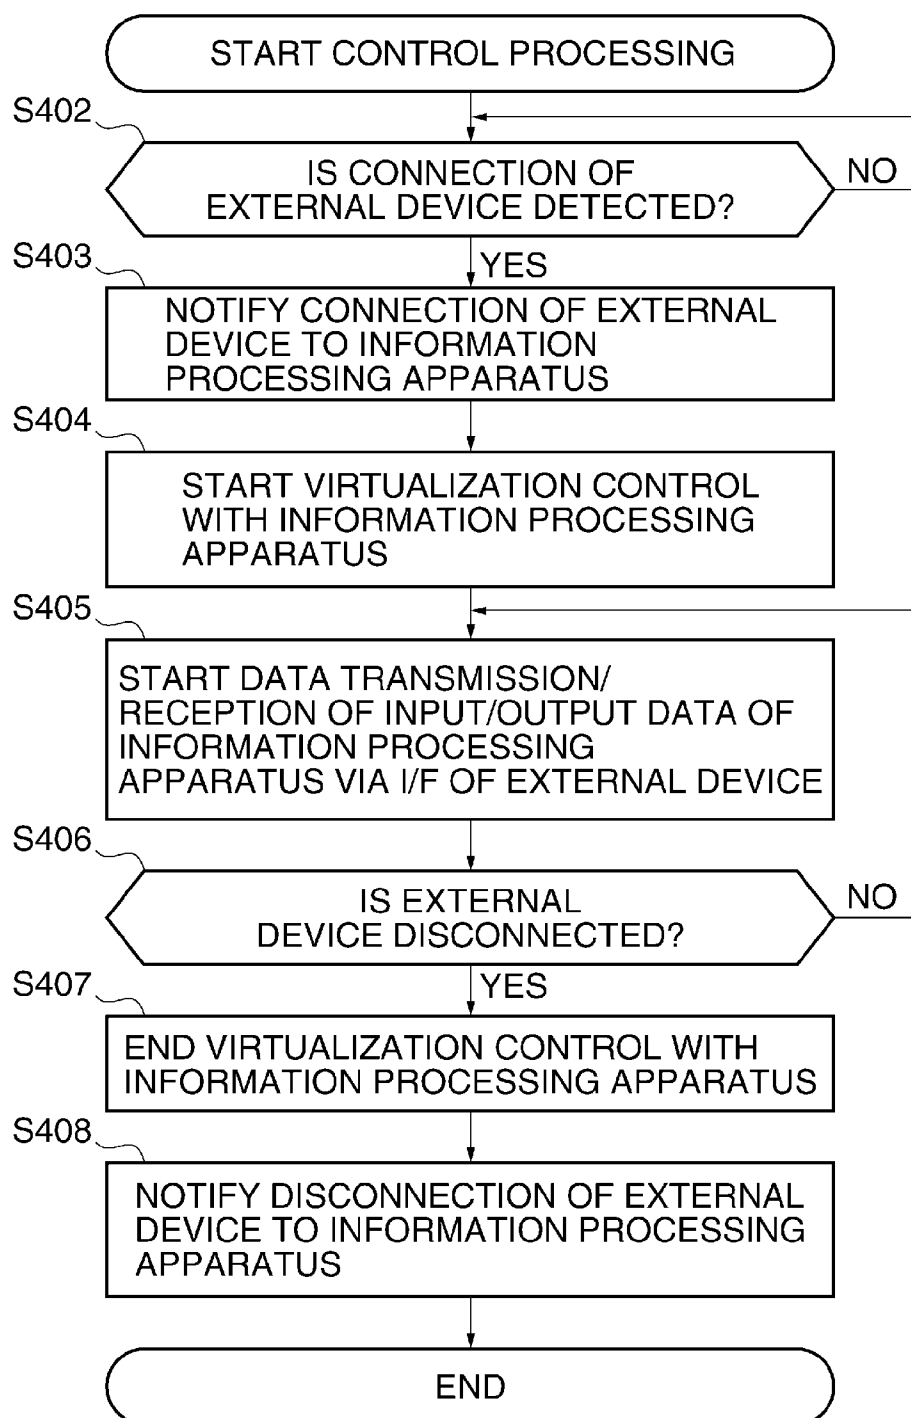 START CONTROL PROCESSING
S402
IS CONNECTION OF
EXTERNAL DEVICE DETECTED?
NO
YES
S403
NOTIFY CONNECTION OF EXTERNAL
DEVICE TO INFORMATION
PROCESSING APPARATUS
S404
START VIRTUALIZATION CONTROL
WITH INFORMATION PROCESSING
APPARATUS
S405
START DATA TRANSMISSION/
RECEPTION OF INPUT/OUTPUT DATA OF
INFORMATION PROCESSING
APPARATUS VIA I/F OF EXTERNAL DEVICE
S406
IS EXTERNAL
DEVICE DISCONNECTED?
NO
YES
S407
END VIRTUALIZATION CONTROL WITH
INFORMATION PROCESSING APPARATUS
S408
NOTIFY DISCONNECTION OF EXTERNAL
DEVICE TO INFORMATION PROCESSING
APPARATUS
END